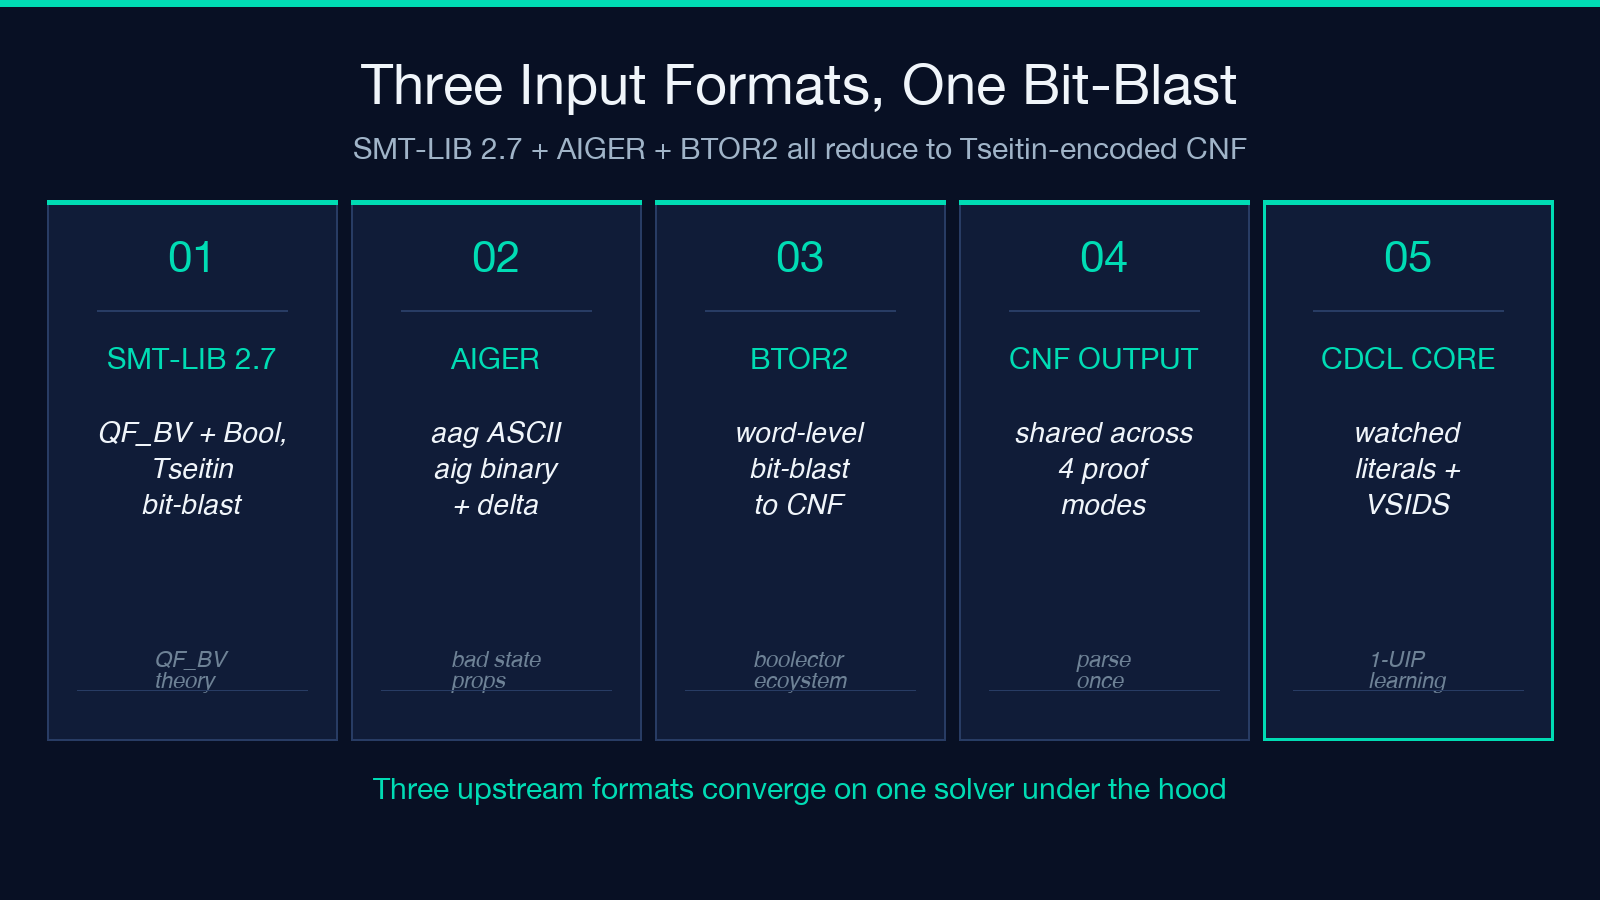 Three Input Formats, One Bit-Blast
SMT-LIB 2.7 + AIGER + BTOR2 all reduce to Tseitin-encoded CNF
01
SMT-LIB 2.7
QF_BV + Bool,
Tseitin
bit-blast
QF_BV
theory
02
AIGER
aag ASCII
aig binary
+ delta
bad state
props
03
BTOR2
word-level
bit-blast
to CNF
boolector
ecoystem
04
CNF OUTPUT
shared across
4 proof
modes
parse
once
05
CDCL CORE
watched
literals +
VSIDS
1-UIP
learning
Three upstream formats converge on one solver under the hood